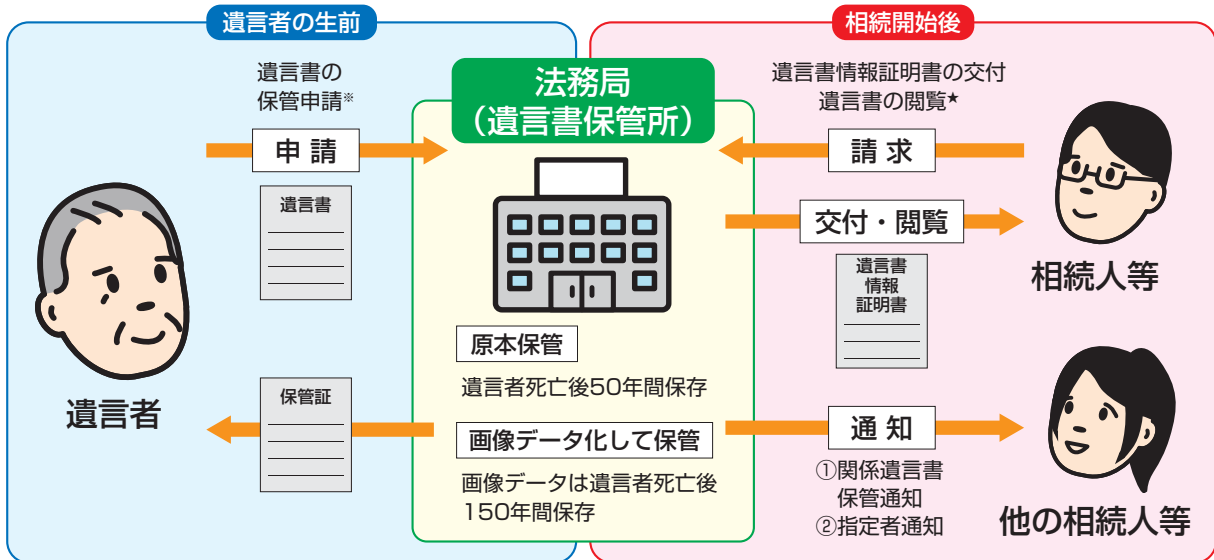 遺言者の生前
遺言書の
保管申請※
申 請
遺言書
遺言者
保管証
法務局
（遺言書保管所）
原本保管
遺言者死亡後50年間保存
画像データ化して保管
画像データは遺言者死亡後
150年間保存
相続開始後
遺言書情報証明書の交付
遺言書の閲覧★
請 求
交付・閲覧
遺言書
情報
証明書
相続人等
通 知
①関係遺言書
保管通知
②指定者通知
他の相続人等